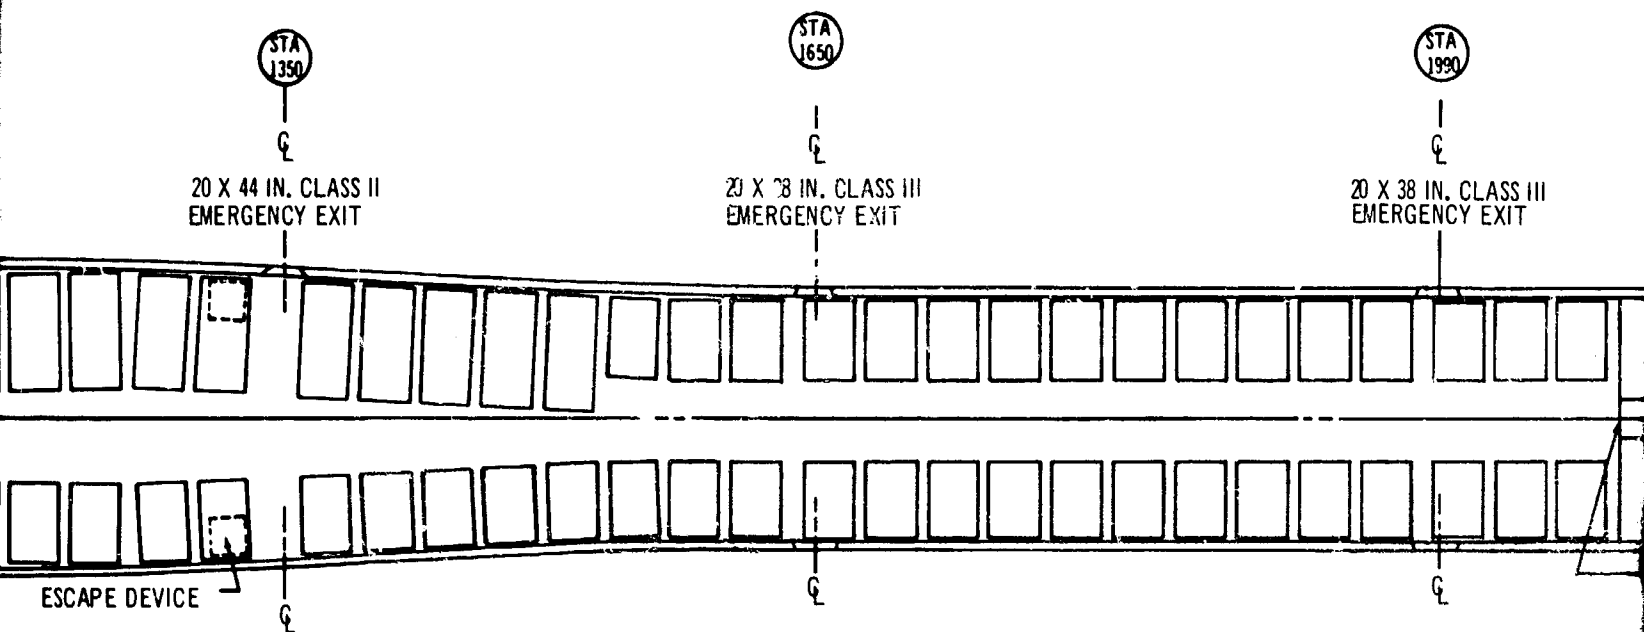 STA
1350
STA
1650
STA
1990
℄
℄
℄
20 X 44 IN. CLASS II
EMERGENCY EXIT
20 X 38 IN. CLASS III
EMERGENCY EXIT
20 X 38 IN. CLASS III
EMERGENCY EXIT
ESCAPE DEVICE
℄
℄
℄